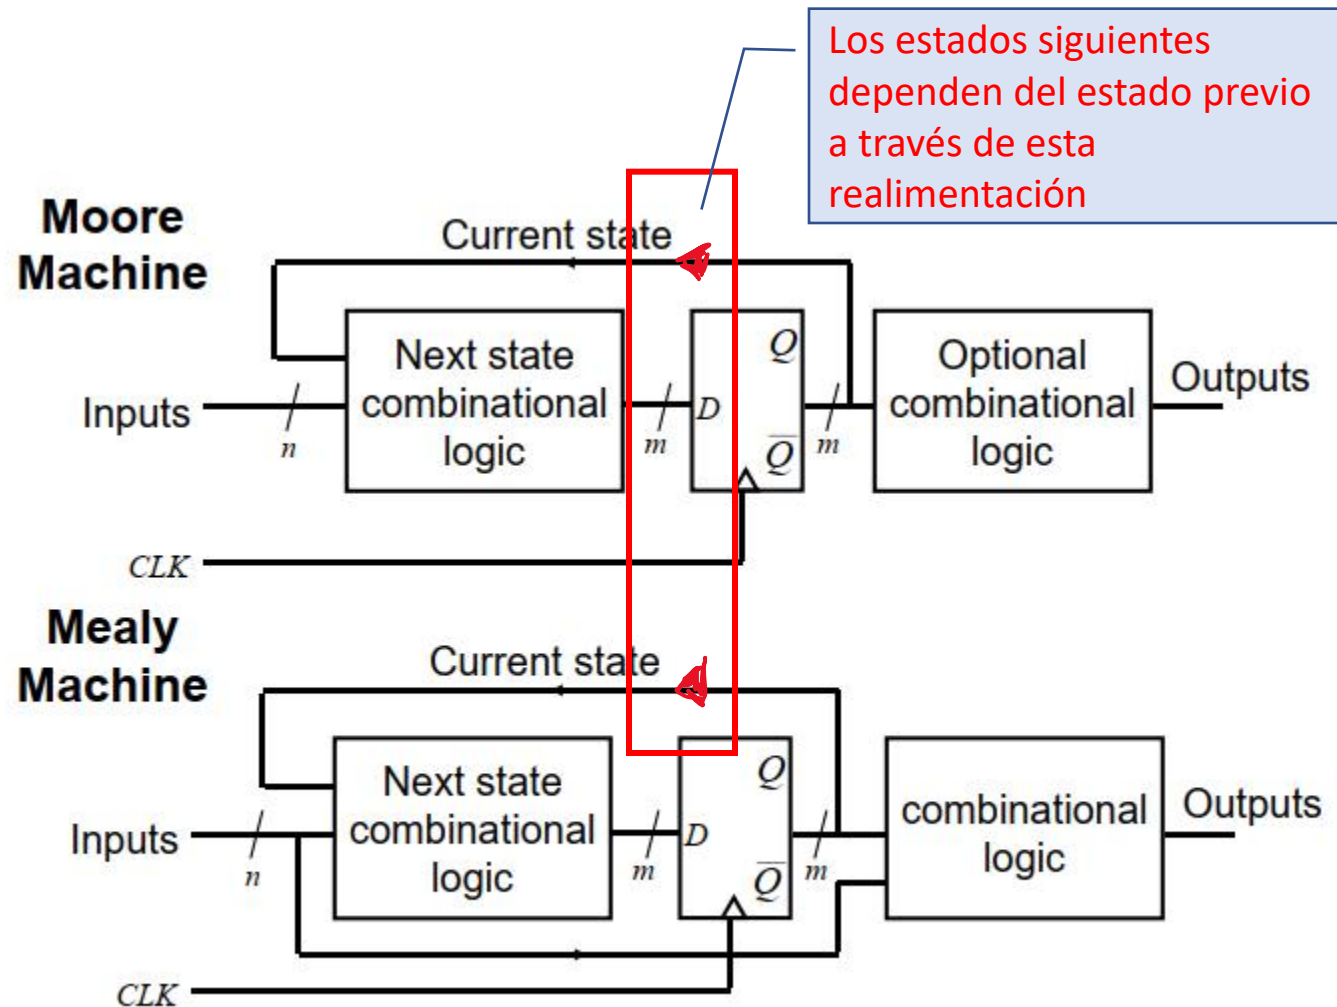 Los estados siguientes
dependen del estado previo
a través de esta
realimentación
Moore
Machine
Current state
Next state
combinational
logic
Inputs
n
m
D
Q
Q̅
m
Optional
combinational
logic
Outputs
CLK
Mealy
Machine
Current state
Next state
combinational
logic
Inputs
n
m
D
Q
Q̅
m
combinational
logic
Outputs
CLK